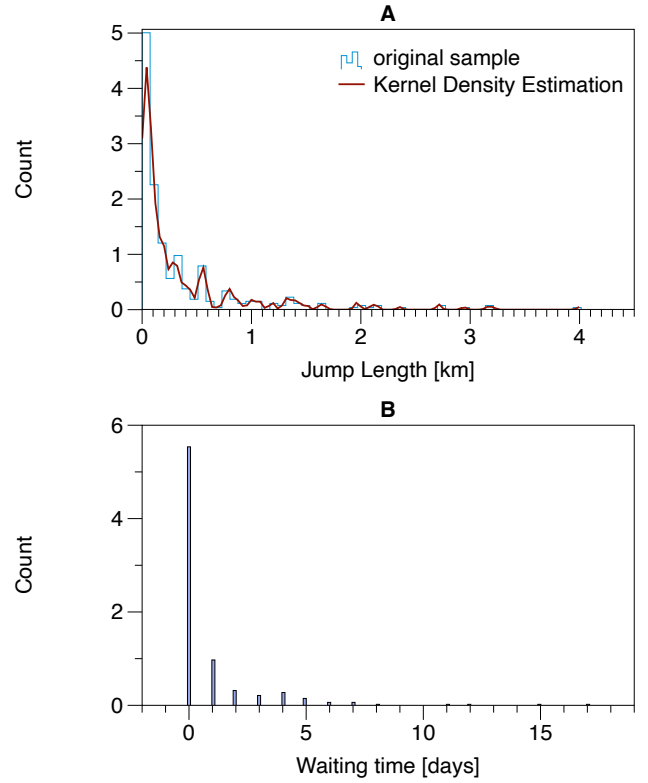 A
5
4
3
2
1
0
Count
original sample
Kernel Density Estimation
0 1 2 3 4
Jump Length [km]
B
6
4
2
0
Count
0 5 10 15
Waiting time [days]